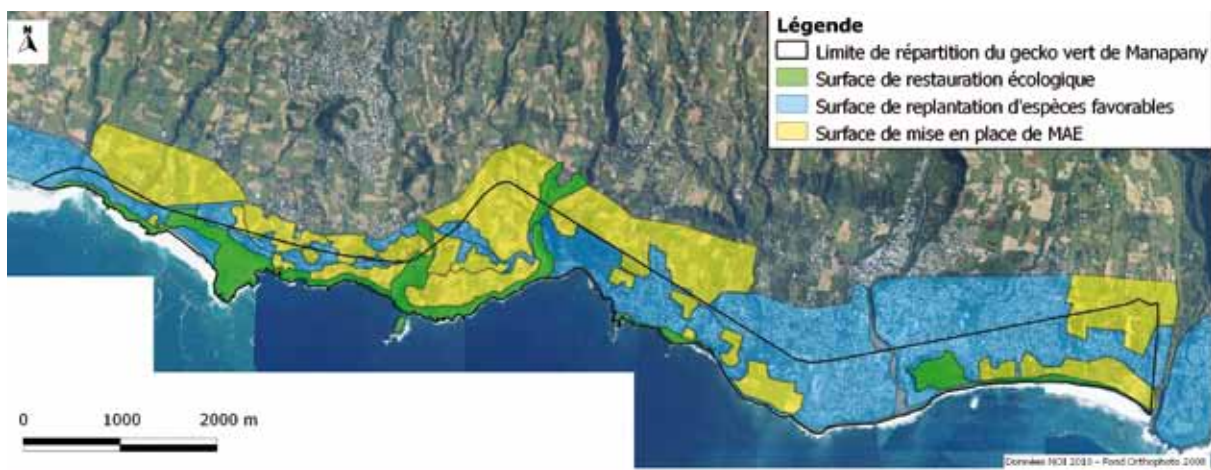 N
Légende
Limite de répartition du gecko vert de Manapany
Surface de restauration écologique
Surface de replantation d'espèces favorables
Surface de mise en place de MAE
0 1000 2000 m
Données NOI 2010 - Fond Orthophoto 2008